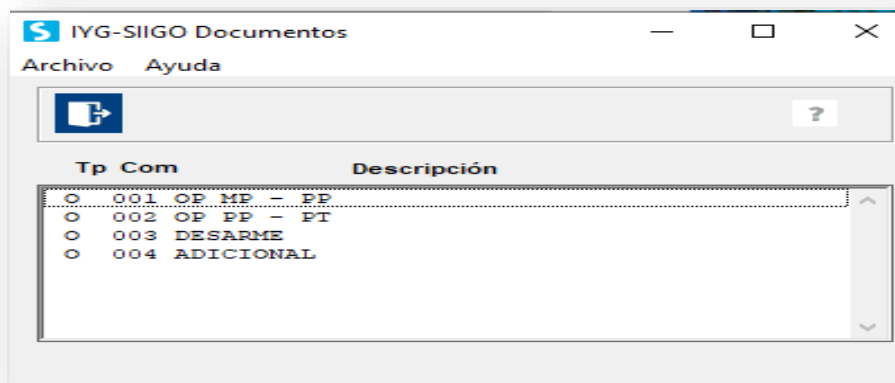 S IYG-SIIGO Documentos
Archivo Ayuda
?
Tp Com Descripción
O 001 OP MP - PP
O 002 OP PP - PT
O 003 DESARME
O 004 ADICIONAL